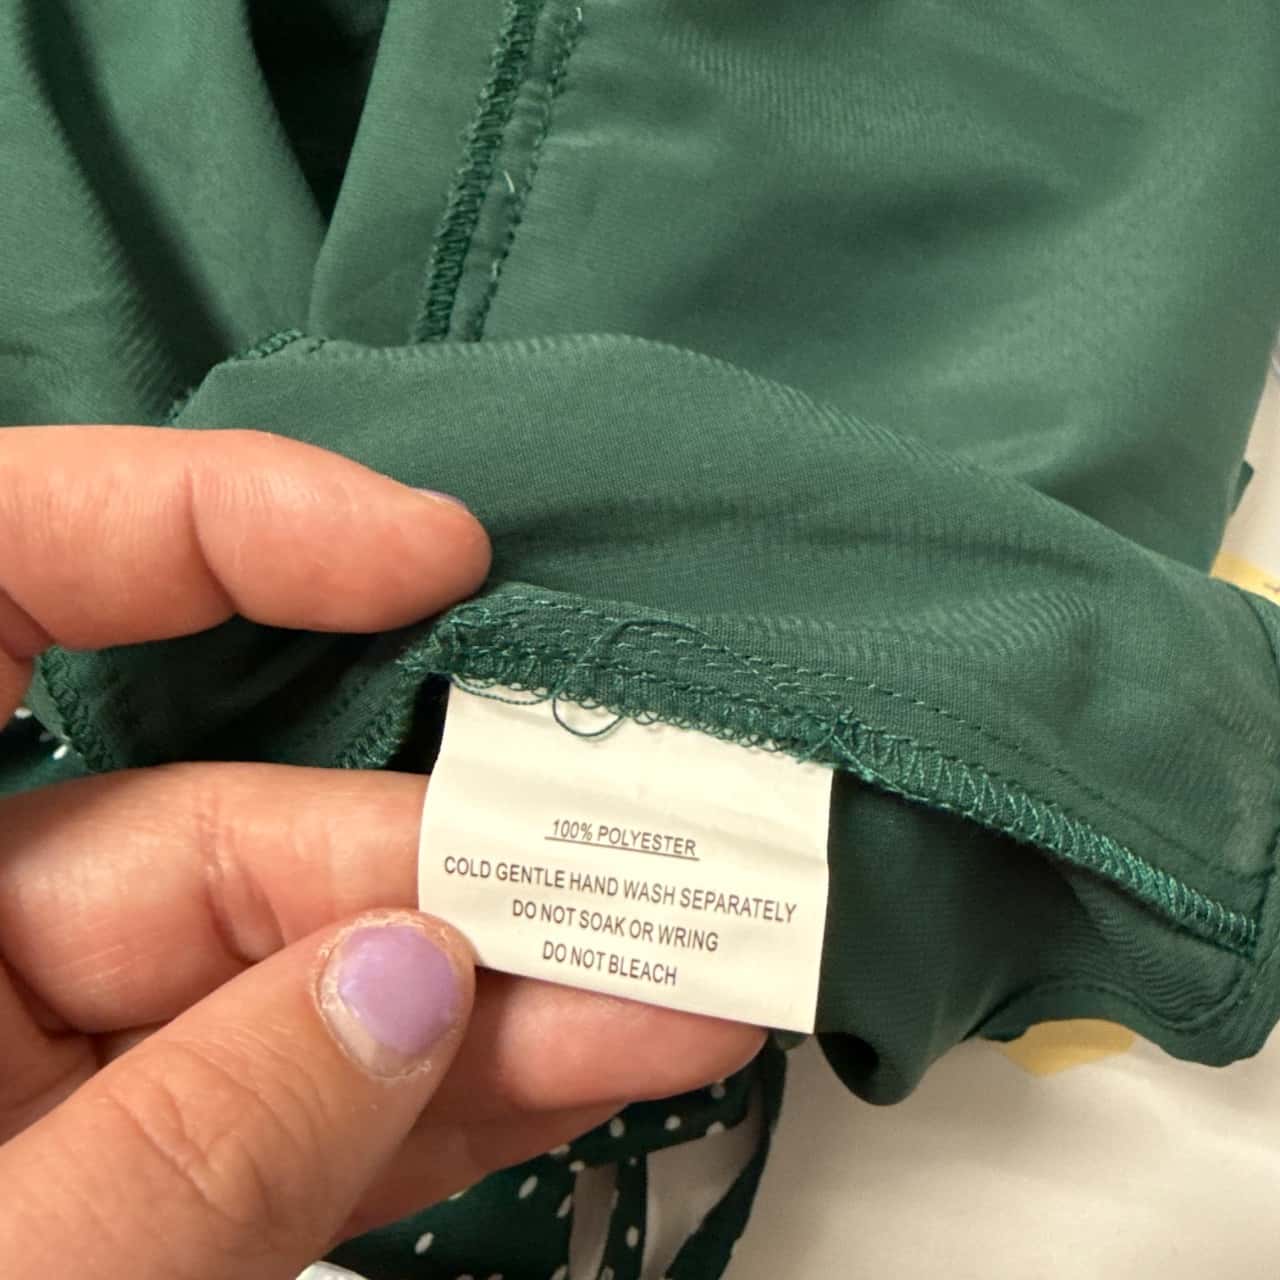 100% POLYESTER
COLD GENTLE HAND WASH SEPARATELY
DO NOT SOAK OR WRING
DO NOT BLEACH